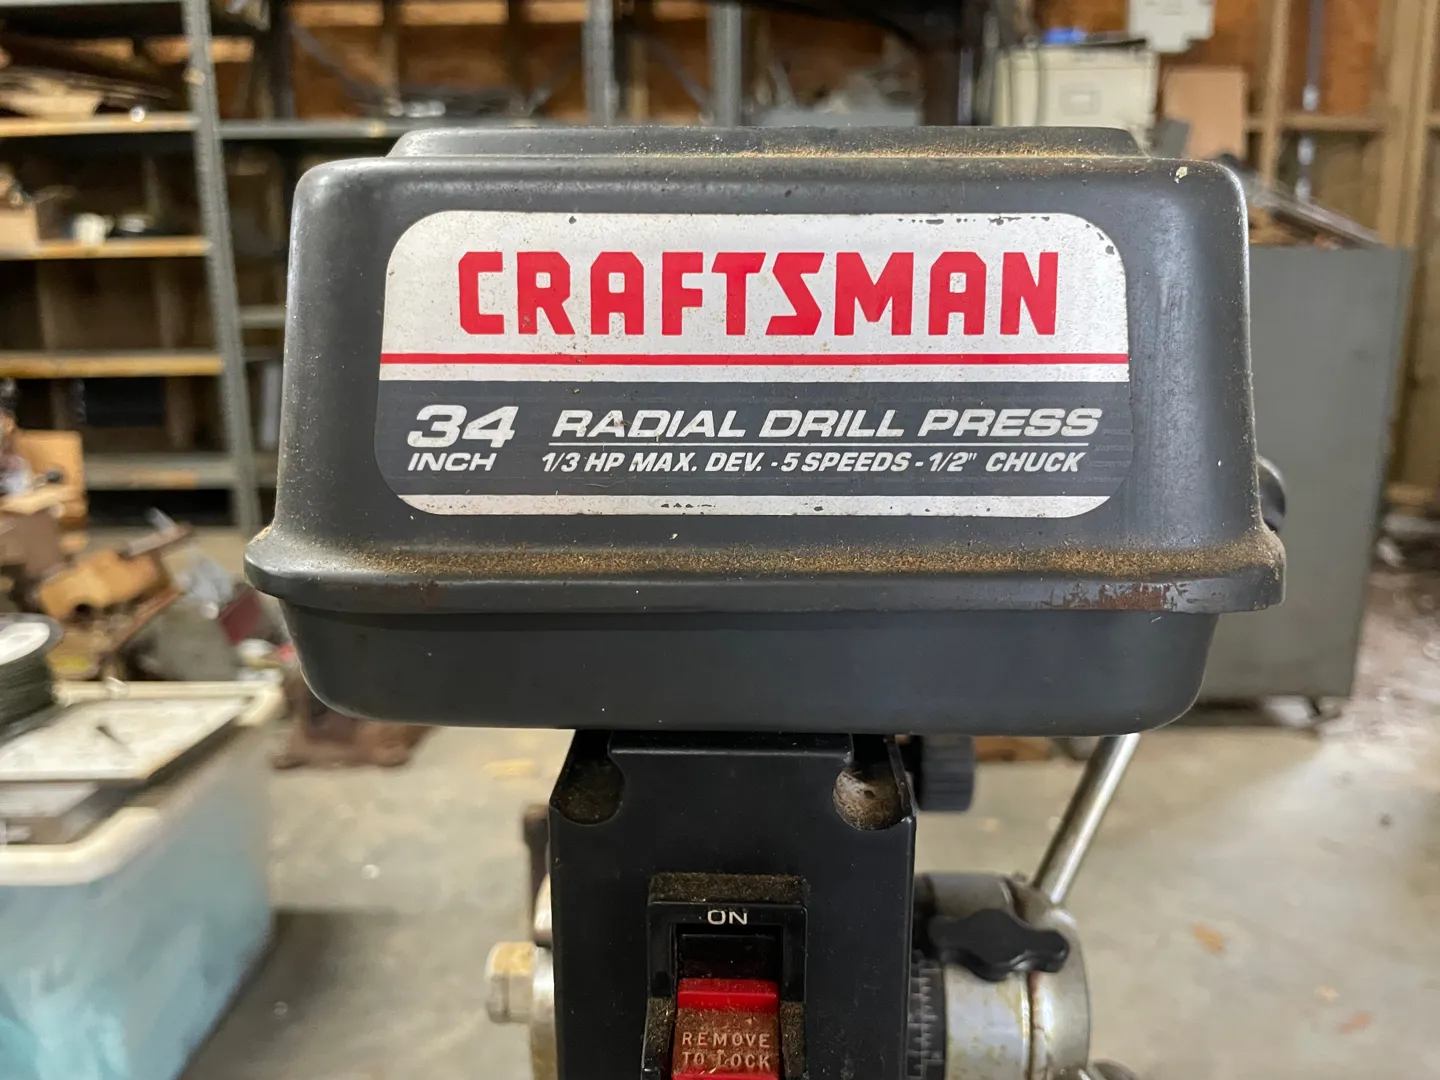 CRAFTSMAN
34 INCH
RADIAL DRILL PRESS
1/3 HP MAX. DEV. - 5 SPEEDS - 1/2" CHUCK
ON
REMOVE
TO LOCK